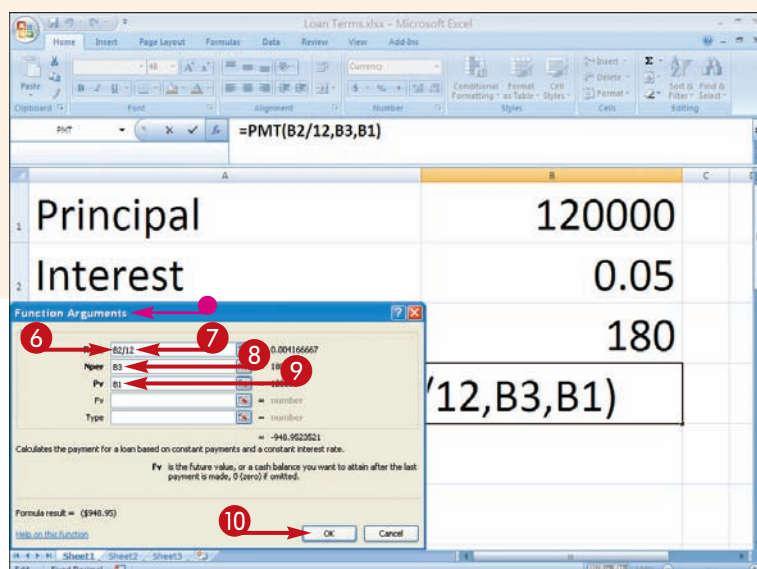 Loan Terms.xlsx - Microsoft Excel
Home Insert Page Layout Formulas Data Review View Add-Ins
Paste
48 A A
Currency
B I U
$ % ,
Conditional Formatting
Format as Table
Cell Styles
Insert
Delete
Format
Σ
Sort & Filter
Find & Select
Clipboard Font Alignment Number Styles Cells Editing
PMT =PMT(B2/12,B3,B1)
A B C
1 Principal 120000
2 Interest 0.05
180
/12,B3,B1)
Function Arguments
6 B2/12 7 0.004166667
Nper B3 8
Pv B1 9
Fv = number
Type = number
= -948.9523521
Calculates the payment for a loan based on constant payments and a constant interest rate.
Fv is the future value, or a cash balance you want to attain after the last
payment is made, 0 (zero) if omitted.
Formula result = ($948.95)
Help on this function 10 OK Cancel
Sheet1 Sheet2 Sheet3